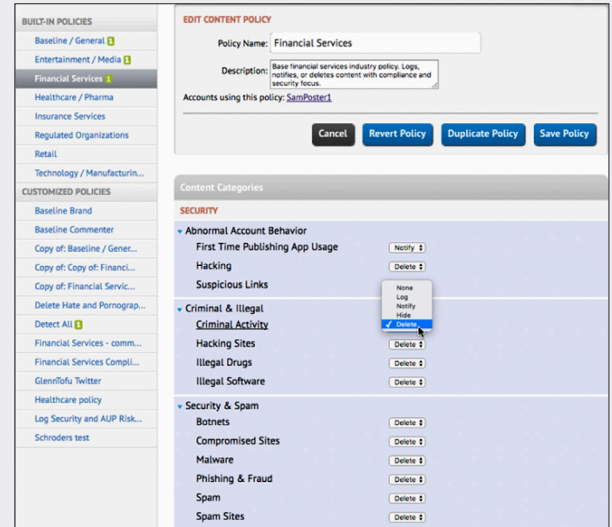 BUILT-IN POLICIES
Baseline / General 1
Entertainment / Media 1
Financial Services 1
Healthcare / Pharma
Insurance Services
Regulated Organizations
Retail
Technology / Manufacturin...
CUSTOMIZED POLICIES
Baseline Brand
Baseline Commenter
Copy of: Baseline / Gener...
Copy of: Copy of: Financi...
Copy of: Financial Servic...
Delete Hate and Pornograp...
Detect All 1
Financial Services - comm...
Financial Services Compli...
GlennTofu Twitter
Healthcare policy
Log Security and AUP Risk...
Schroders test
EDIT CONTENT POLICY
Policy Name: Financial Services
Description: Base financial services industry policy. Logs,
notifies, or deletes content with compliance and
security focus.
Accounts using this policy: SamPoster1
Cancel Revert Policy Duplicate Policy Save Policy
Content Categories
SECURITY
Abnormal Account Behavior
First Time Publishing App Usage Notify
Hacking Delete
Suspicious Links
None
Log
Notify
Hide
✓ Delete
Criminal & Illegal
Criminal Activity
Hacking Sites Delete
Illegal Drugs Delete
Illegal Software Delete
Security & Spam
Botnets Delete
Compromised Sites Delete
Malware Delete
Phishing & Fraud Delete
Spam Delete
Spam Sites Delete